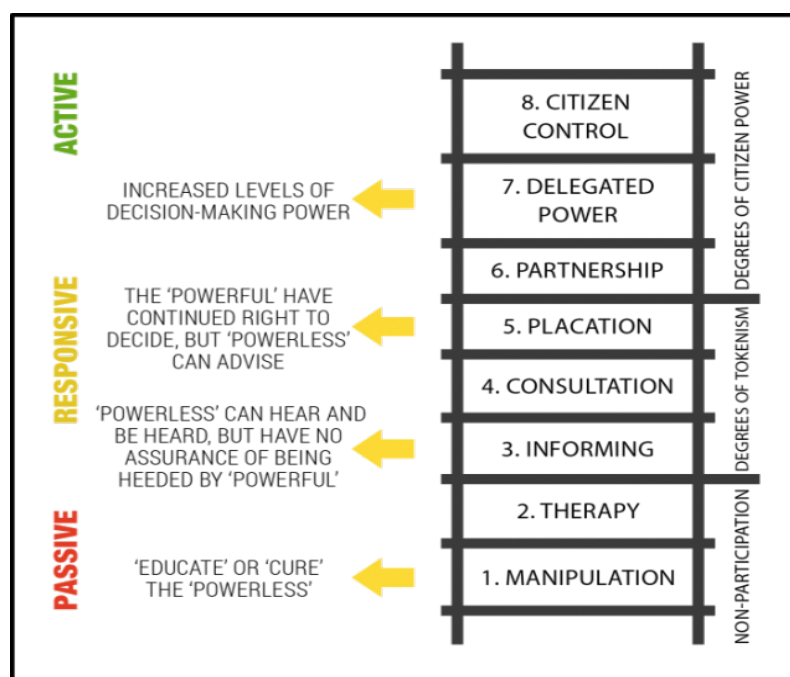 ACTIVE
RESPONSIVE
PASSIVE
INCREASED LEVELS OF
DECISION-MAKING POWER
THE ‘POWERFUL’ HAVE
CONTINUED RIGHT TO
DECIDE, BUT ‘POWERLESS’
CAN ADVISE
‘POWERLESS’ CAN HEAR AND
BE HEARD, BUT HAVE NO
ASSURANCE OF BEING
HEEDED BY ‘POWERFUL’
‘EDUCATE’ OR ‘CURE’
THE ‘POWERLESS’
8. CITIZEN
CONTROL
7. DELEGATED
POWER
6. PARTNERSHIP
5. PLACATION
4. CONSULTATION
3. INFORMING
2. THERAPY
1. MANIPULATION
DEGREES OF CITIZEN POWER
DEGREES OF TOKENISM
NON-PARTICIPATION